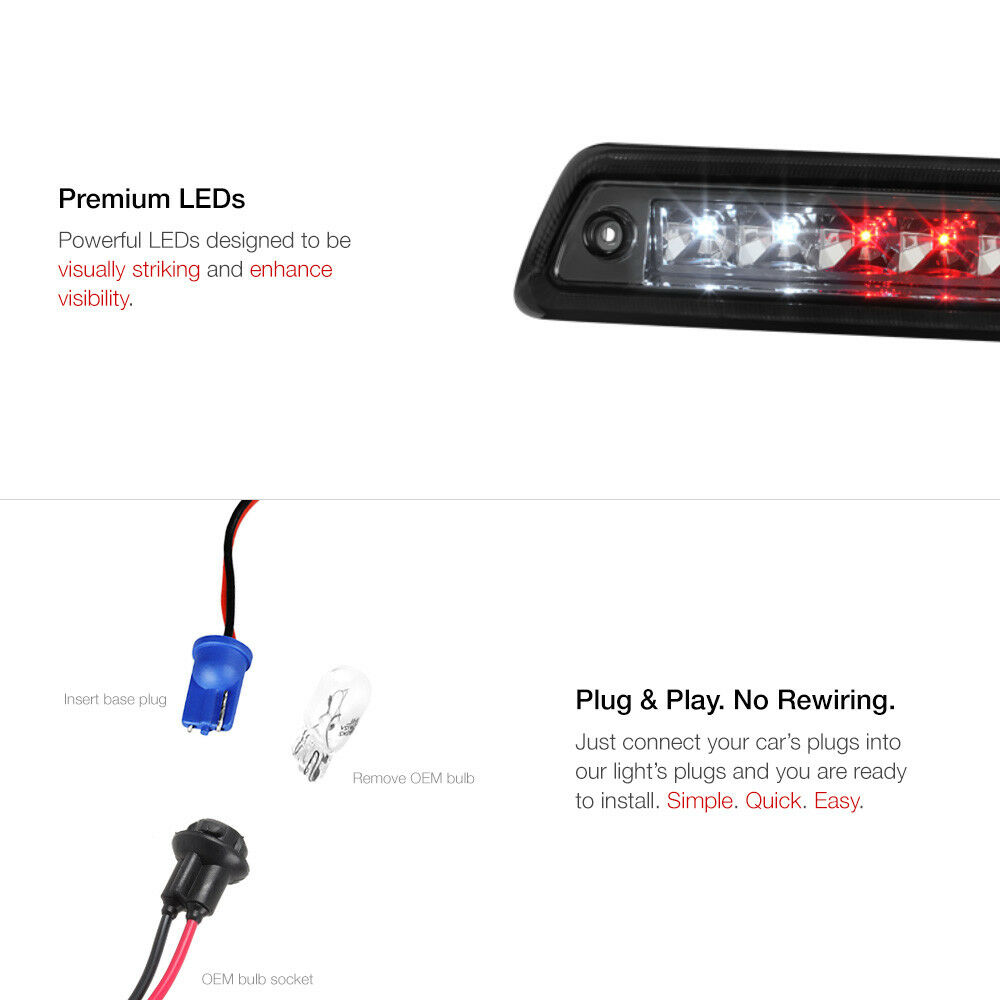 Premium LEDs
Powerful LEDs designed to be
visually striking and enhance
visibility.
Insert base plug
Remove OEM bulb
OEM bulb socket
Plug & Play. No Rewiring.
Just connect your car's plugs into
our light's plugs and you are ready
to install. Simple. Quick. Easy.